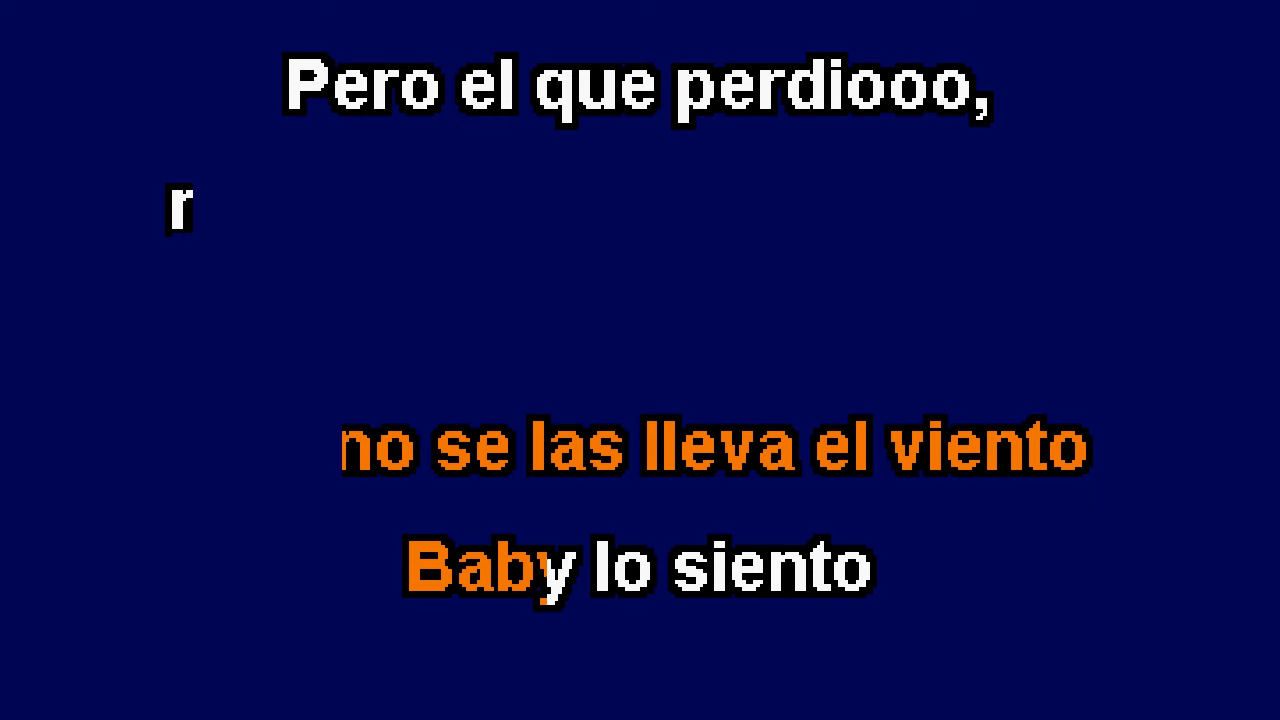 Pero el que perdiooo,
r
no se las lleva el viento
Baby lo siento